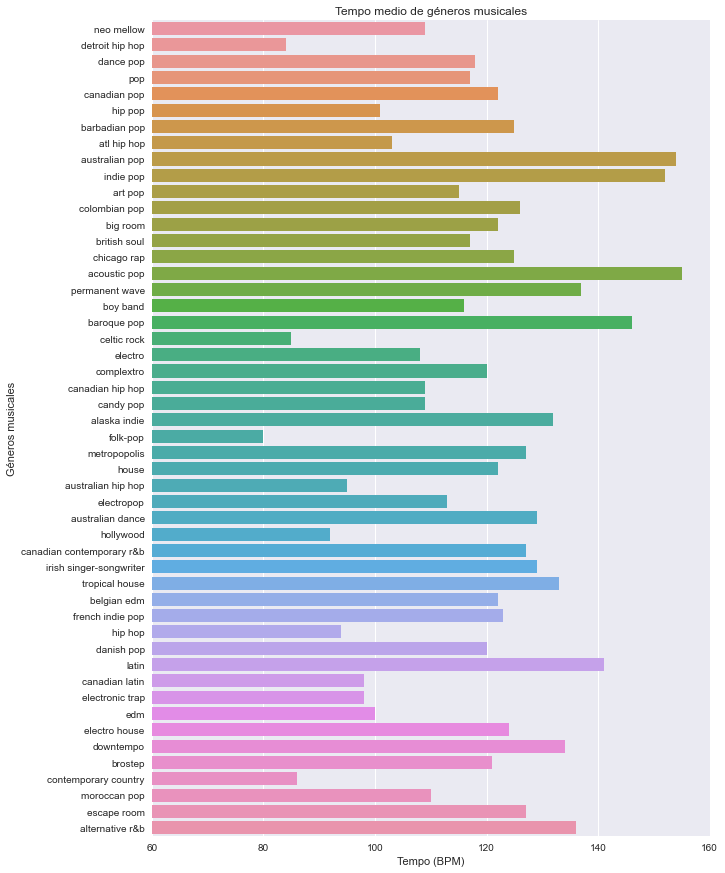 Tempo medio de géneros musicales
Géneros musicales
neo mellow
detroit hip hop
dance pop
pop
canadian pop
hip pop
barbadian pop
atl hip hop
australian pop
indie pop
art pop
colombian pop
big room
british soul
chicago rap
acoustic pop
permanent wave
boy band
baroque pop
celtic rock
electro
complextro
canadian hip hop
candy pop
alaska indie
folk-pop
metropopolis
house
australian hip hop
electropop
australian dance
hollywood
canadian contemporary r&b
irish singer-songwriter
tropical house
belgian edm
french indie pop
hip hop
danish pop
latin
canadian latin
electronic trap
edm
electro house
downtempo
brostep
contemporary country
moroccan pop
escape room
alternative r&b
60 80 100 120 140 160
Tempo (BPM)